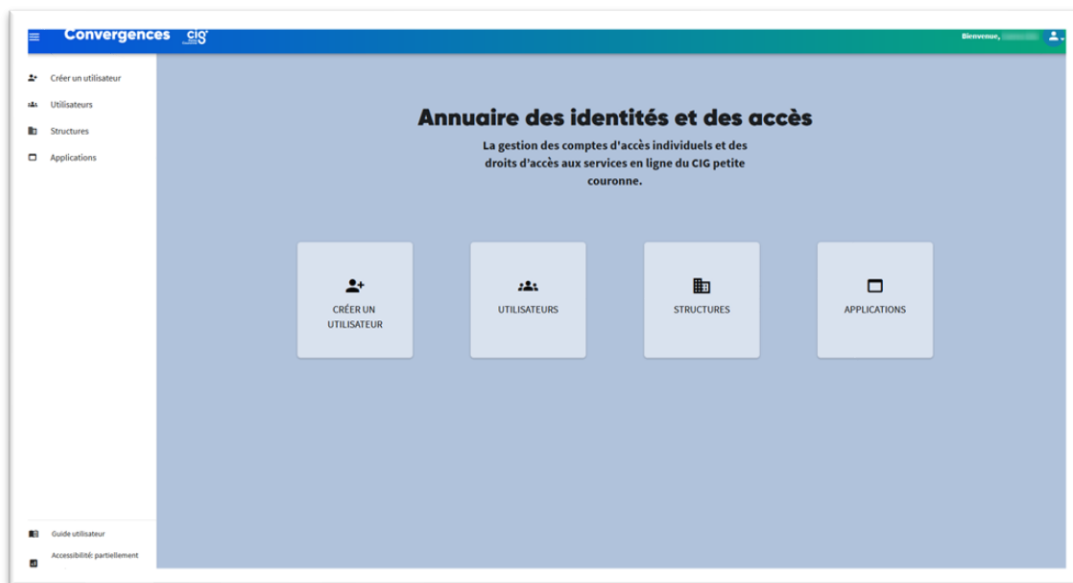 Convergences cig
Bienvenue,
Créer un utilisateur
Utilisateurs
Structures
Applications
Annuaire des identités et des accès
La gestion des comptes d'accès individuels et des
droits d'accès aux services en ligne du CIG petite
couronne.
CRÉER UN
UTILISATEUR
UTILISATEURS
STRUCTURES
APPLICATIONS
Guide utilisateur
Accessibilité: partiellement